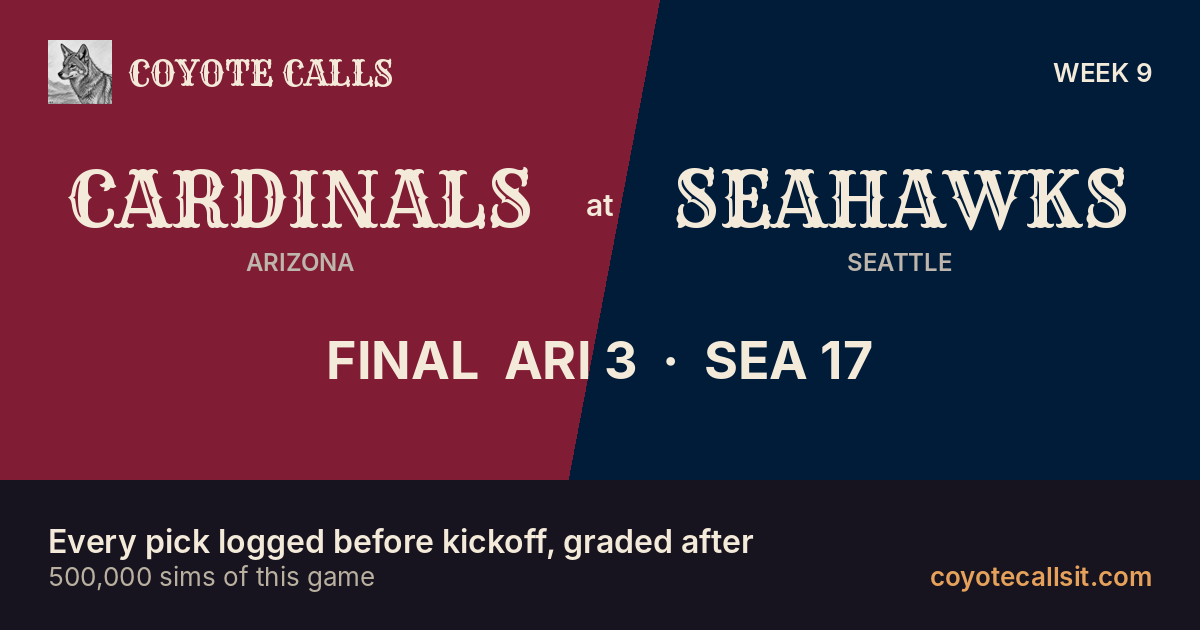 COYOTE CALLS
WEEK 9
CARDINALS at SEAHAWKS
ARIZONA SEATTLE
FINAL ARI 3 · SEA 17
Every pick logged before kickoff, graded after
500,000 sims of this game
coyotecallsit.com